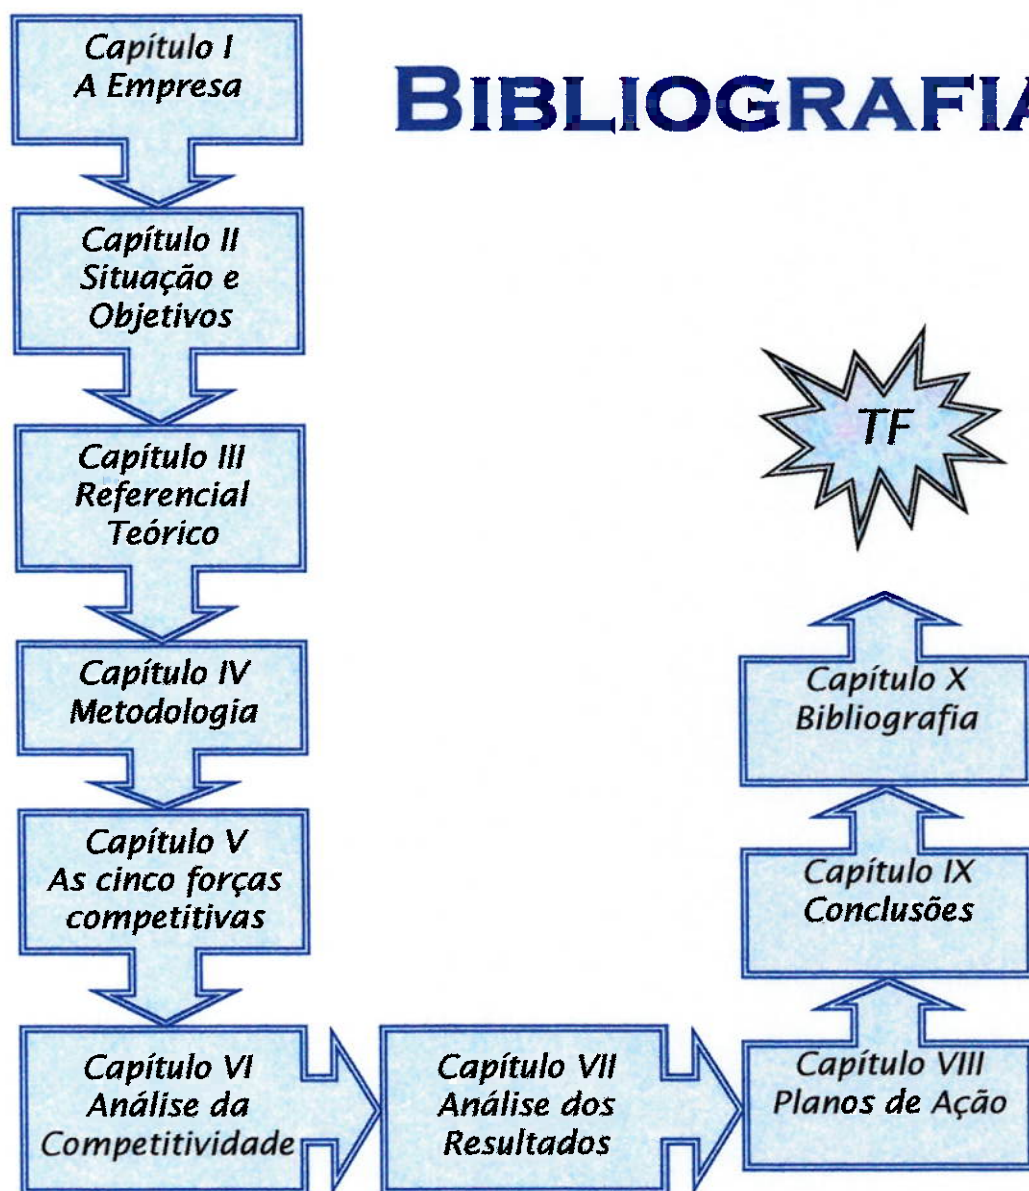 BIBLIOGRAFIA
Capítulo I
A Empresa
Capítulo II
Situação e
Objetivos
Capítulo III
Referencial
Teórico
Capítulo IV
Metodologia
Capítulo V
As cinco forças
competitivas
Capítulo VI
Análise da
Competitividade
Capítulo VII
Análise dos
Resultados
Capítulo VIII
Planos de Ação
Capítulo IX
Conclusões
Capítulo X
Bibliografia
TF